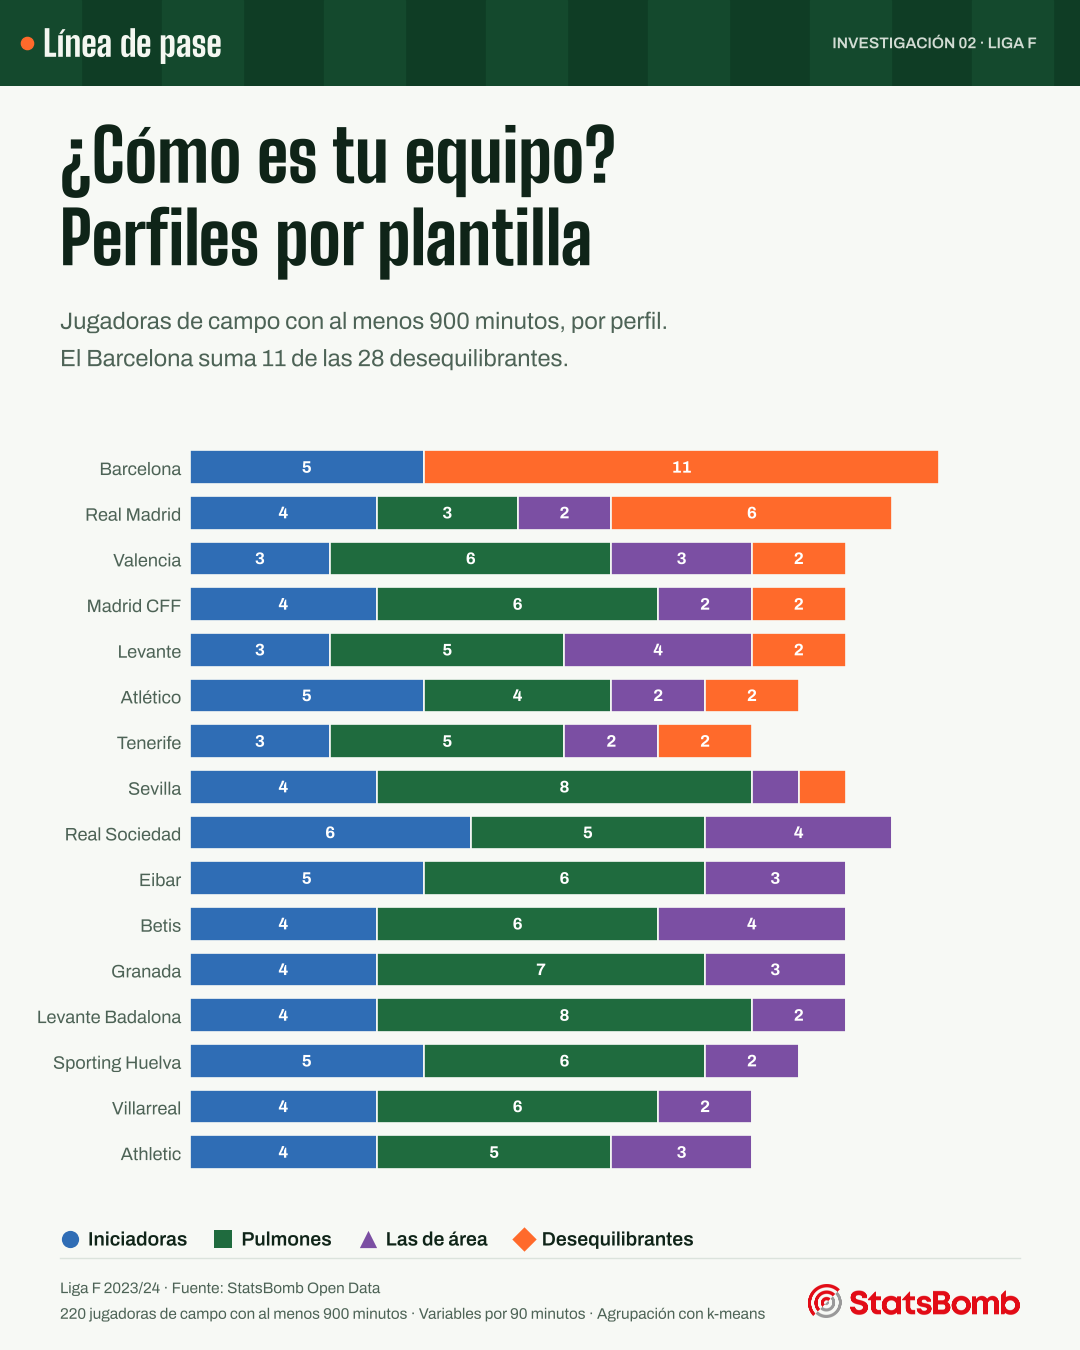 Línea de pase
INVESTIGACIÓN 02 · LIGA F
¿Cómo es tu equipo?
Perfiles por plantilla
Jugadoras de campo con al menos 900 minutos, por perfil.
El Barcelona suma 11 de las 28 desequilibrantes.
Barcelona 5 11
Real Madrid 4 3 2 6
Valencia 3 6 3 2
Madrid CFF 4 6 2 2
Levante 3 5 4 2
Atlético 5 4 2 2
Tenerife 3 5 2 2
Sevilla 4 8
Real Sociedad 6 5 4
Eibar 5 6 3
Betis 4 6 4
Granada 4 7 3
Levante Badalona 4 8 2
Sporting Huelva 5 6 2
Villarreal 4 6 2
Athletic 4 5 3
Iniciadoras Pulmones Las de área Desequilibrantes
Liga F 2023/24 · Fuente: StatsBomb Open Data
220 jugadoras de campo con al menos 900 minutos · Variables por 90 minutos · Agrupación con k-means
StatsBomb